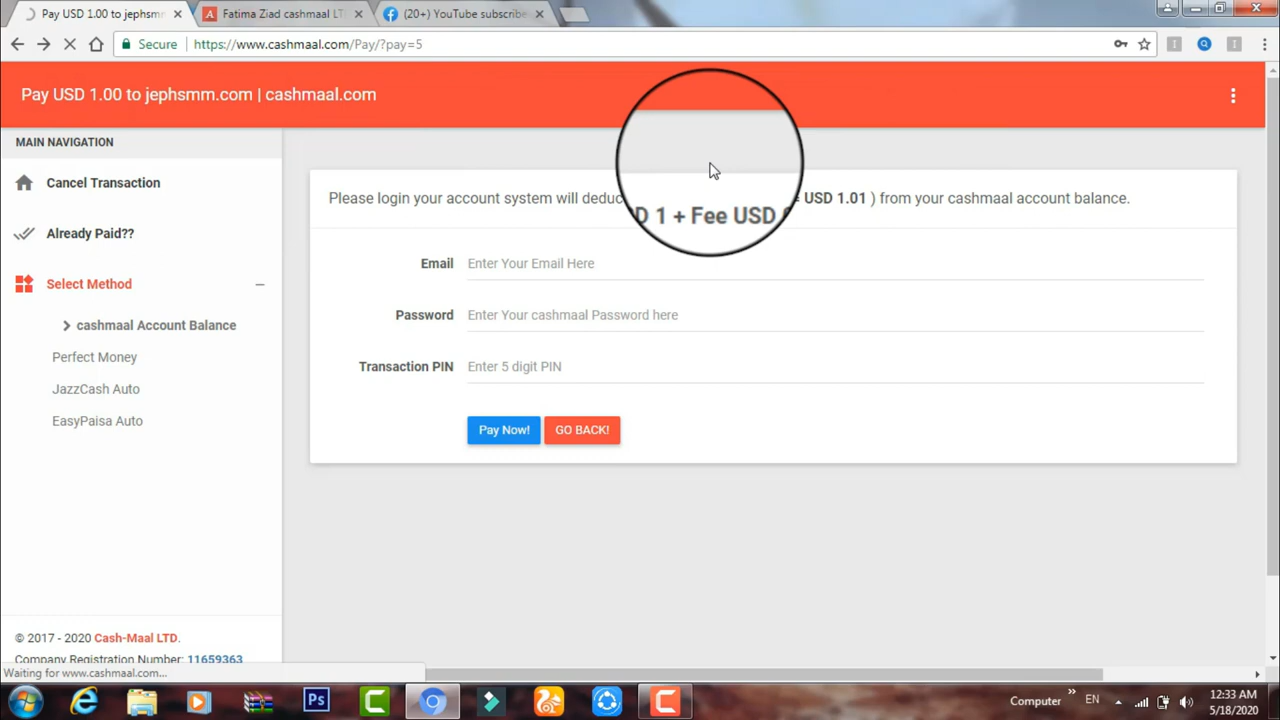 Pay USD 1.00 to jephsmm
Fatima Ziad cashmaal LT
(20+) YouTube subscribe
Secure
https://www.cashmaal.com/Pay/?pay=5
Pay USD 1.00 to jephsmm.com | cashmaal.com
MAIN NAVIGATION
Cancel Transaction
Already Paid??
Select Method
cashmaal Account Balance
Perfect Money
JazzCash Auto
EasyPaisa Auto
© 2017 - 2020 Cash-Maal LTD.
Company Registration Number: 11659363
Please login your account system will deduc D 1 + Fee USD = USD 1.01 ) from your cashmaal account balance.
Email Enter Your Email Here
Password Enter Your cashmaal Password here
Transaction PIN Enter 5 digit PIN
Pay Now! GO BACK!
Waiting for www.cashmaal.com...
Ps
Computer
EN
12:33 AM
5/18/2020